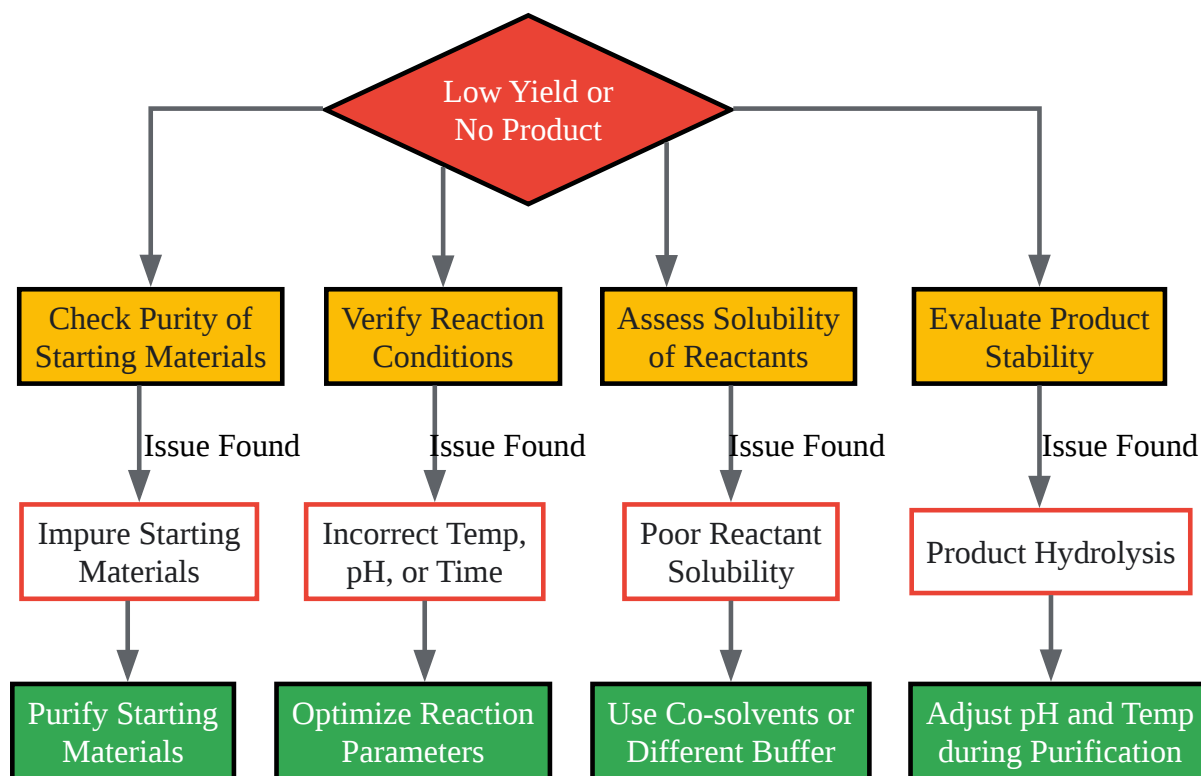 Low Yield or
No Product
Check Purity of
Starting Materials
Verify Reaction
Conditions
Assess Solubility
of Reactants
Evaluate Product
Stability
Issue Found
Issue Found
Issue Found
Issue Found
Impure Starting
Materials
Incorrect Temp,
pH, or Time
Poor Reactant
Solubility
Product Hydrolysis
Purify Starting
Materials
Optimize Reaction
Parameters
Use Co-solvents or
Different Buffer
Adjust pH and Temp
during Purification